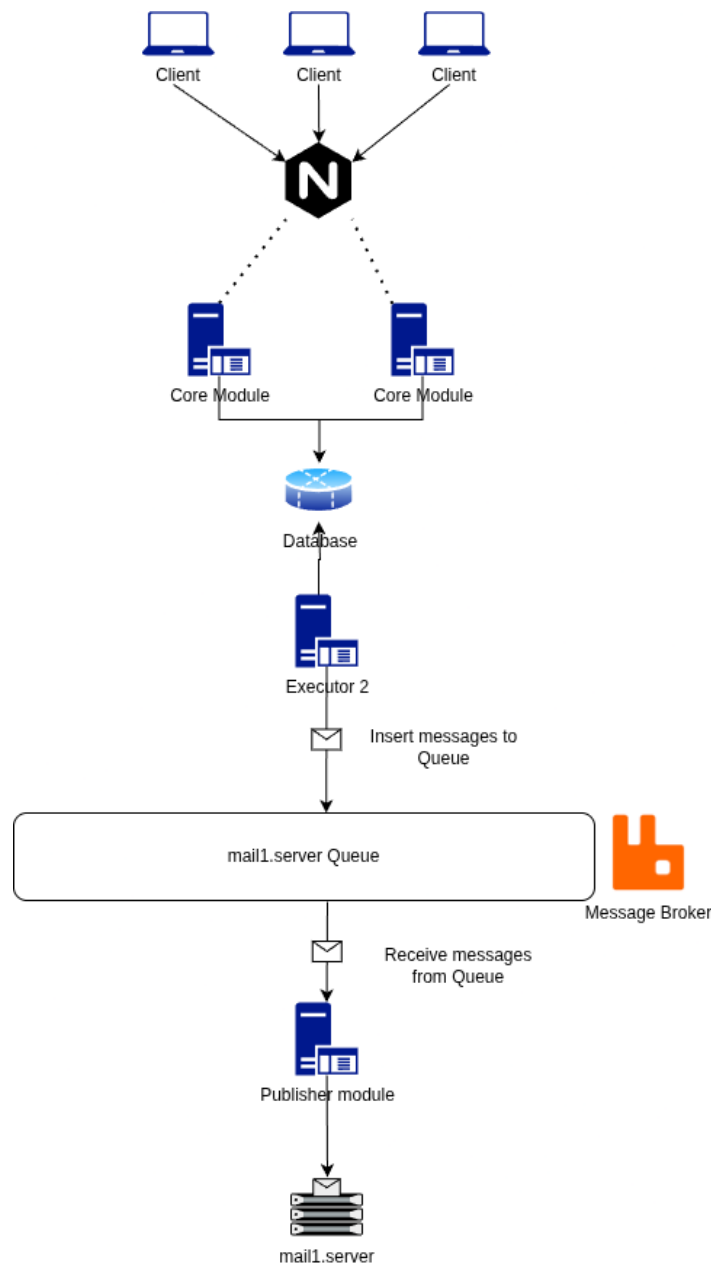 Client
Client
Client
N
Core Module
Core Module
Database
Executor 2
Insert messages to
Queue
mail1.server Queue
Message Broker
Receive messages
from Queue
Publisher module
mail1.server